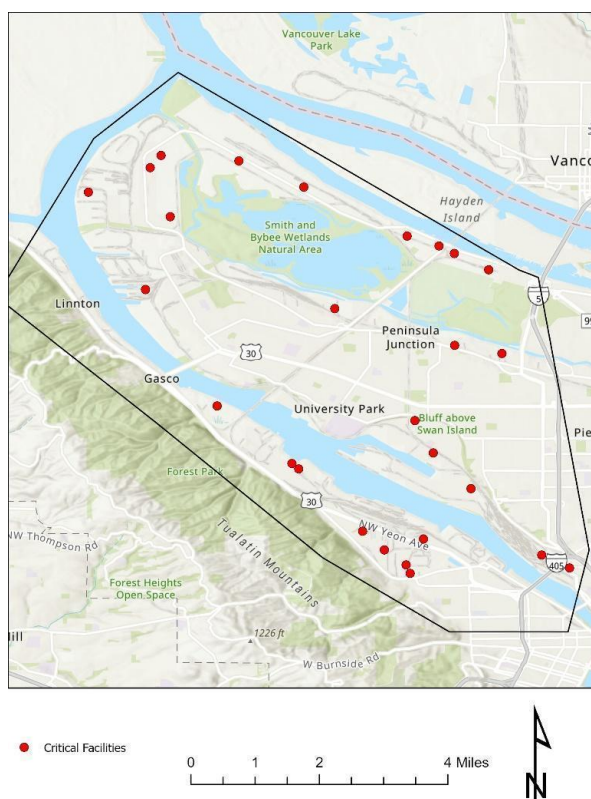 Vancouver Lake
Park
Vanco
Hayden
Island
Smith and
Bybee Wetlands
Natural Area
5
99
Linnton
Peninsula
Junction
30
Gasco
University Park
Bluff above
Swan Island
Pie
Forest Park
30
NW Yeon Ave
NW Thompson Rd
Tualatin Mountains
405
Forest Heights
Open Space
1226 ft
ill
W Burnside Rd
Critical Facilities
0 2 4 Miles
N